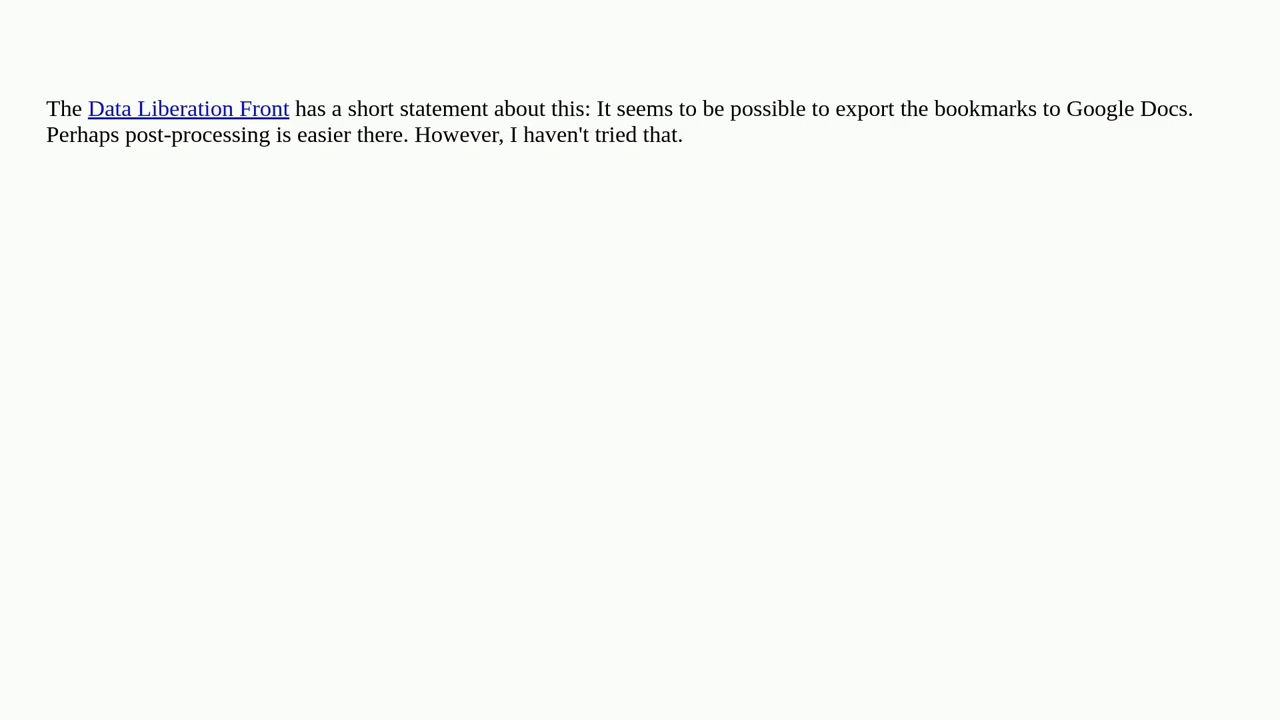 The Data Liberation Front has a short statement about this: It seems to be possible to export the bookmarks to Google Docs.
Perhaps post-processing is easier there. However, I haven't tried that.